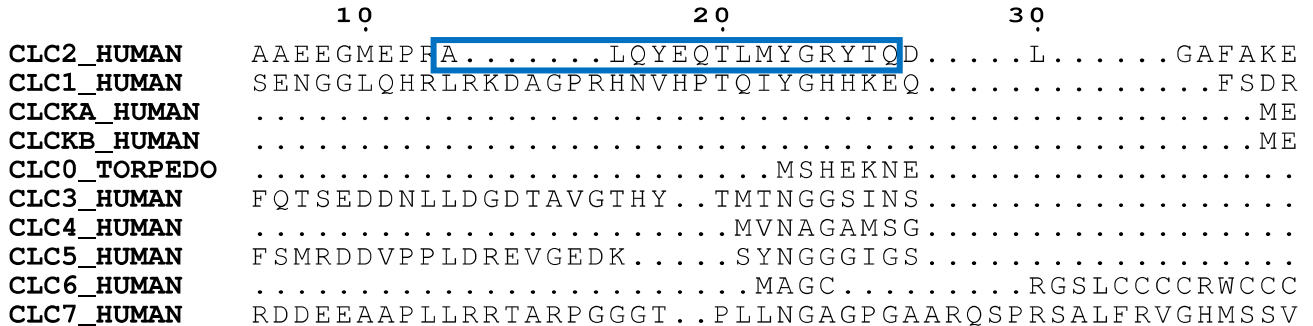 10 20 30
CLC2_HUMAN AAEEGMEPRA.......LQYEQTLMYGRYTQD.....L......GAFAKE
CLC1_HUMAN SENGGLQHRLRKDAGPRHNVHPTQIYGHHKEQ..............FSDR
CLCKA_HUMAN ................................................ME
CLCKB_HUMAN ................................................ME
CLC0_TORPEDO .........................MSHEKNE..................
CLC3_HUMAN FQTSEDDNLLDGDTAVGTHY..TMTNGGSINS..................
CLC4_HUMAN .......................MVNAGAMSG..................
CLC5_HUMAN FSMRDDVPPLDREVGEDK.....SYNGGGIGS..................
CLC6_HUMAN ........................MAGC.........RGSLCCCCRWCCC
CLC7_HUMAN RDDEEAAPLLRRTARPGGGT..PLLNGAGPGAARQSPRSALFRVGHMSSV